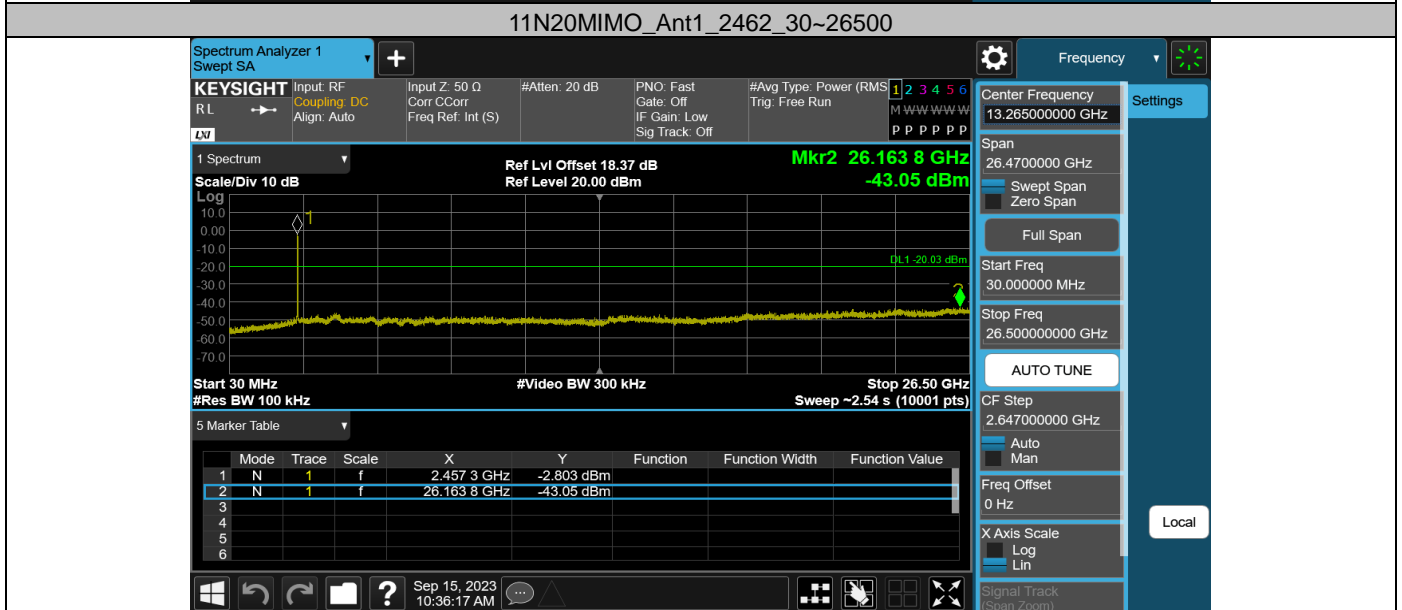 11N20MIMO_Ant1_2462_30~26500
Spectrum Analyzer 1
Swept SA
+
Frequency
KEYSIGHT
RL
LXI
Input: RF
Coupling: DC
Align: Auto
Input Z: 50 Ω
Corr CCorr
Freq Ref: Int (S)
#Atten: 20 dB
PNO: Fast
Gate: Off
IF Gain: Low
Sig Track: Off
#Avg Type: Power (RMS
Trig: Free Run
1 2 3 4 5 6
M W W W W W
P P P P P P
Center Frequency
13.265000000 GHz
Settings
1 Spectrum
Scale/Div 10 dB
Ref Lvl Offset 18.37 dB
Ref Level 20.00 dBm
Mkr2 26.163 8 GHz
-43.05 dBm
Span
26.4700000 GHz
Swept Span
Zero Span
Full Span
Log
10.0
0.00
-10.0
-20.0
-30.0
-40.0
-50.0
-60.0
-70.0
1
DL1 -20.03 dBm
2
Start Freq
30.000000 MHz
Stop Freq
26.500000000 GHz
AUTO TUNE
Start 30 MHz
#Video BW 300 kHz
Stop 26.50 GHz
#Res BW 100 kHz
Sweep ~2.54 s (10001 pts)
CF Step
2.647000000 GHz
Auto
Man
5 Marker Table
Mode Trace Scale X Y Function Function Width Function Value
1 N 1 f 2.457 3 GHz -2.803 dBm
2 N 1 f 26.163 8 GHz -43.05 dBm
3
4
5
6
Freq Offset
0 Hz
X Axis Scale
Log
Lin
Local
Signal Track
(Span Zoom)
?
Sep 15, 2023
10:36:17 AM